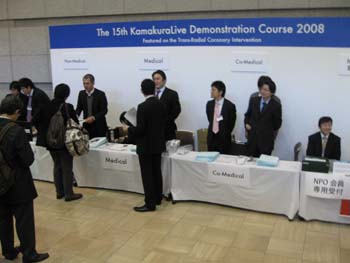 The 15th KamakuraLive Demonstration Course 2008
Featured on the Trans-Radial Coronary Intervention
Non-Medical
Medical
Co-Medical
Medical
Co-Medical
NPO 会員
専用受付